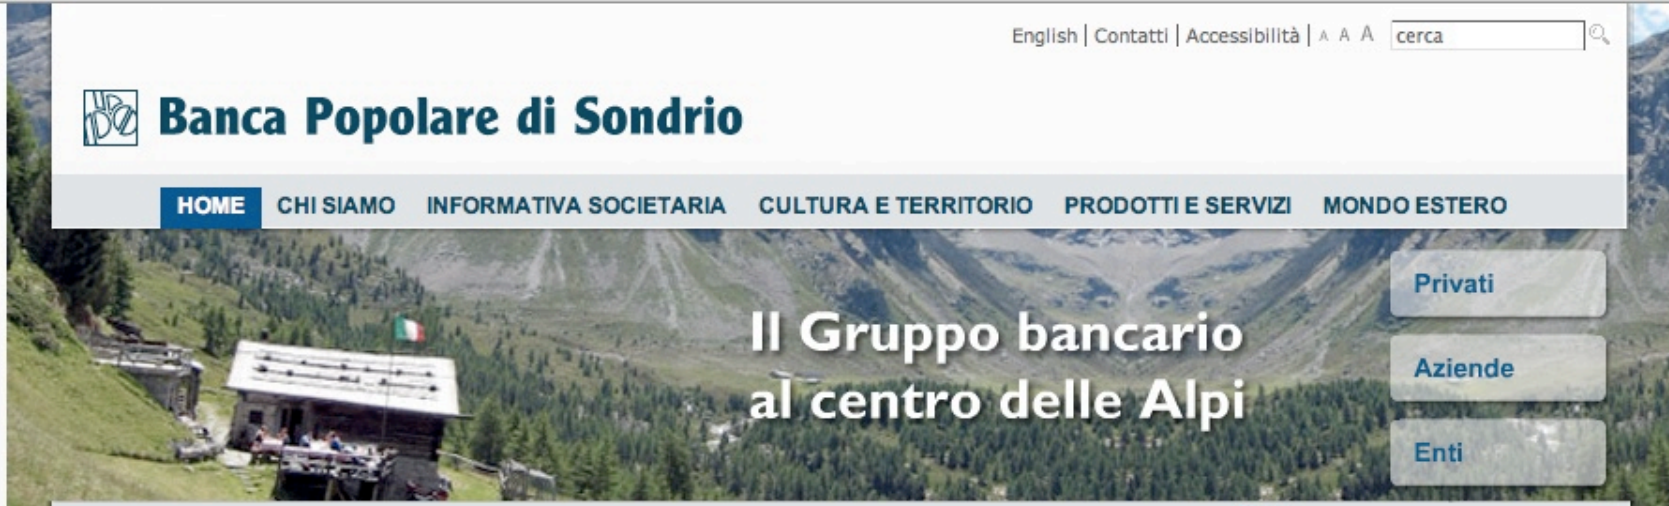 English | Contatti | Accessibilità | A A A cerca
Banca Popolare di Sondrio
HOME CHI SIAMO INFORMATIVA SOCIETARIA CULTURA E TERRITORIO PRODOTTI E SERVIZI MONDO ESTERO
Il Gruppo bancario
al centro delle Alpi
Privati
Aziende
Enti